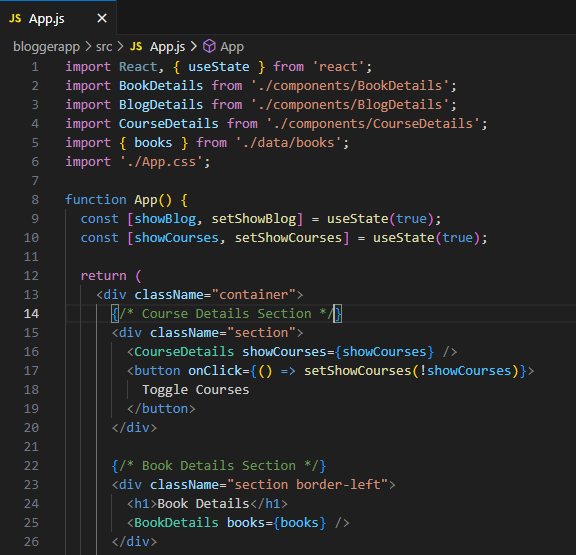 JS App.js ×
bloggerapp > src > JS App.js > App
1 import React, { useState } from 'react';
2 import BookDetails from './components/BookDetails';
3 import BlogDetails from './components/BlogDetails';
4 import CourseDetails from './components/CourseDetails';
5 import { books } from './data/books';
6 import './App.css';
7
8 function App() {
9   const [showBlog, setShowBlog] = useState(true);
10   const [showCourses, setShowCourses] = useState(true);
11
12   return (
13     <div className="container">
14       {/* Course Details Section */}
15       <div className="section">
16         <CourseDetails showCourses={showCourses} />
17         <button onClick={() => setShowCourses(!showCourses)}>
18           Toggle Courses
19         </button>
20       </div>
21
22       {/* Book Details Section */}
23       <div className="section border-left">
24         <h1>Book Details</h1>
25         <BookDetails books={books} />
26       </div>